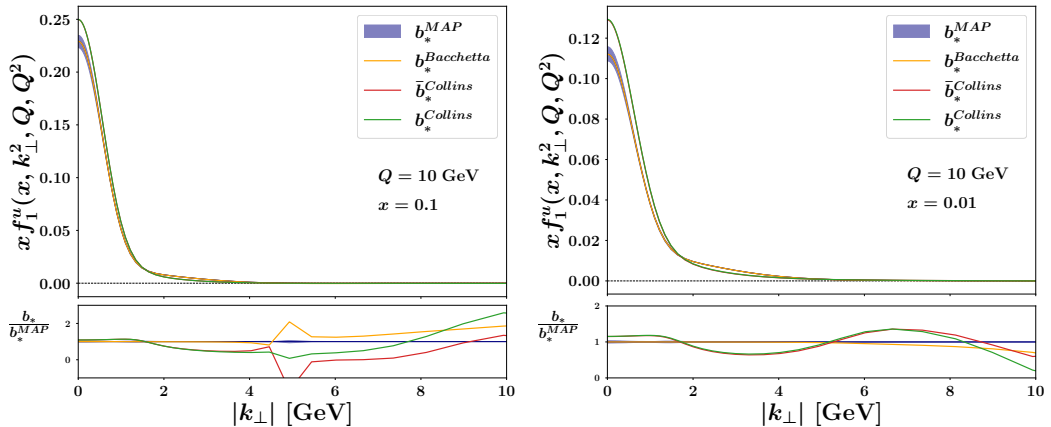 0.25
0.20
0.15
0.10
0.05
0.00
x f_1^u(x, k_⊥^2, Q, Q^2)
b_*^{MAP}
b_*^{Bacchetta}
b̄_*^{Collins}
b_*^{Collins}
Q = 10 GeV
x = 0.1
2
0
b_*
b_*^{MAP}
0 2 4 6 8 10
|k_⊥| [GeV]
0.12
0.10
0.08
0.06
0.04
0.02
0.00
x f_1^u(x, k_⊥^2, Q, Q^2)
b_*^{MAP}
b_*^{Bacchetta}
b̄_*^{Collins}
b_*^{Collins}
Q = 10 GeV
x = 0.01
2
1
0
b_*
b_*^{MAP}
0 2 4 6 8 10
|k_⊥| [GeV]